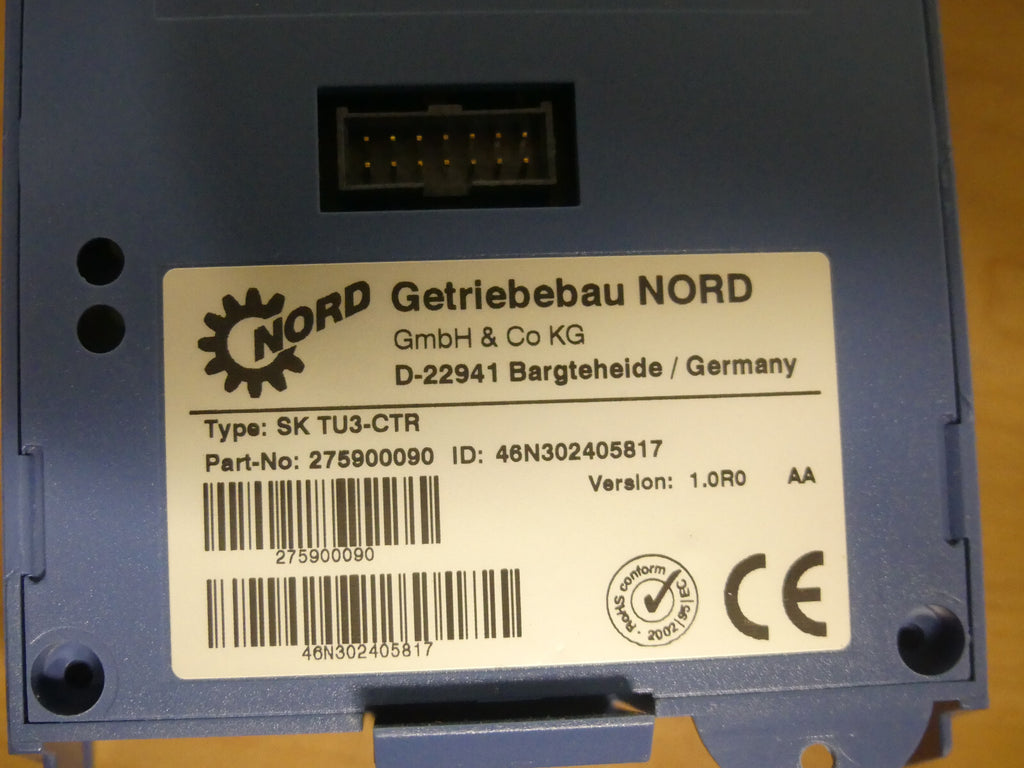 NORD
Getriebebau NORD
GmbH & Co KG
D-22941 Bargteheide / Germany
Type: SK TU3-CTR
Part-No: 275900090 ID: 46N302405817
Version: 1.0R0 AA
275900090
46N302405817
RoHS conform · 2002|95|EC
CE